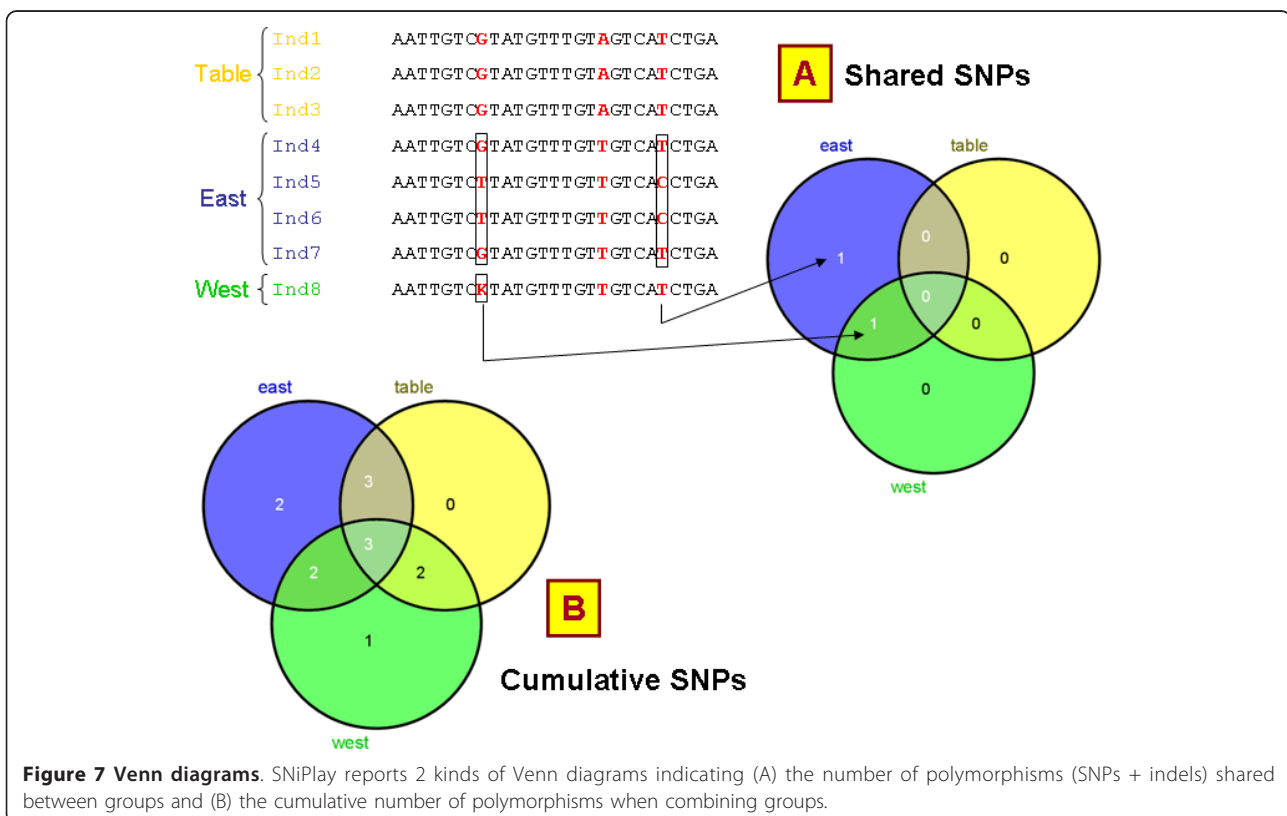 Table
East
West
Ind1 AATTGTCGTATGTTTGTAGTCATCTGA
Ind2 AATTGTCGTATGTTTGTAGTCATCTGA
Ind3 AATTGTCGTATGTTTGTAGTCATCTGA
Ind4 AATTGTCGTATGTTTGTTGTCATCTGA
Ind5 AATTGTCTTATGTTTGTTGTCACCTGA
Ind6 AATTGTCTTATGTTTGTTGTCACCTGA
Ind7 AATTGTCGTATGTTTGTTGTCATCTGA
Ind8 AATTGTCKTATGTTTGTTGTCATCTGA
A Shared SNPs
east table
0
1 0
0
1 0
0
west
east table
3
2 0
3
2 2
1
west
B
Cumulative SNPs
Figure 7 Venn diagrams. SNiPlay reports 2 kinds of Venn diagrams indicating (A) the number of polymorphisms (SNPs + indels) shared
between groups and (B) the cumulative number of polymorphisms when combining groups.